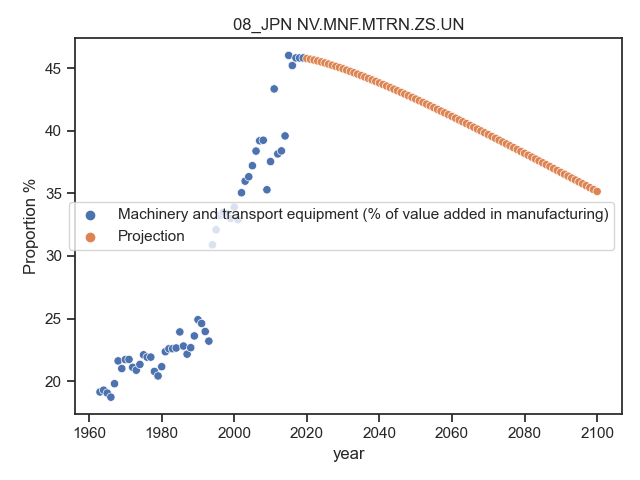 08_JPN NV.MNF.MTRN.ZS.UN
45
40
35
30
25
20
Proportion %
Machinery and transport equipment (% of value added in manufacturing)
Projection
1960 1980 2000 2020 2040 2060 2080 2100
year